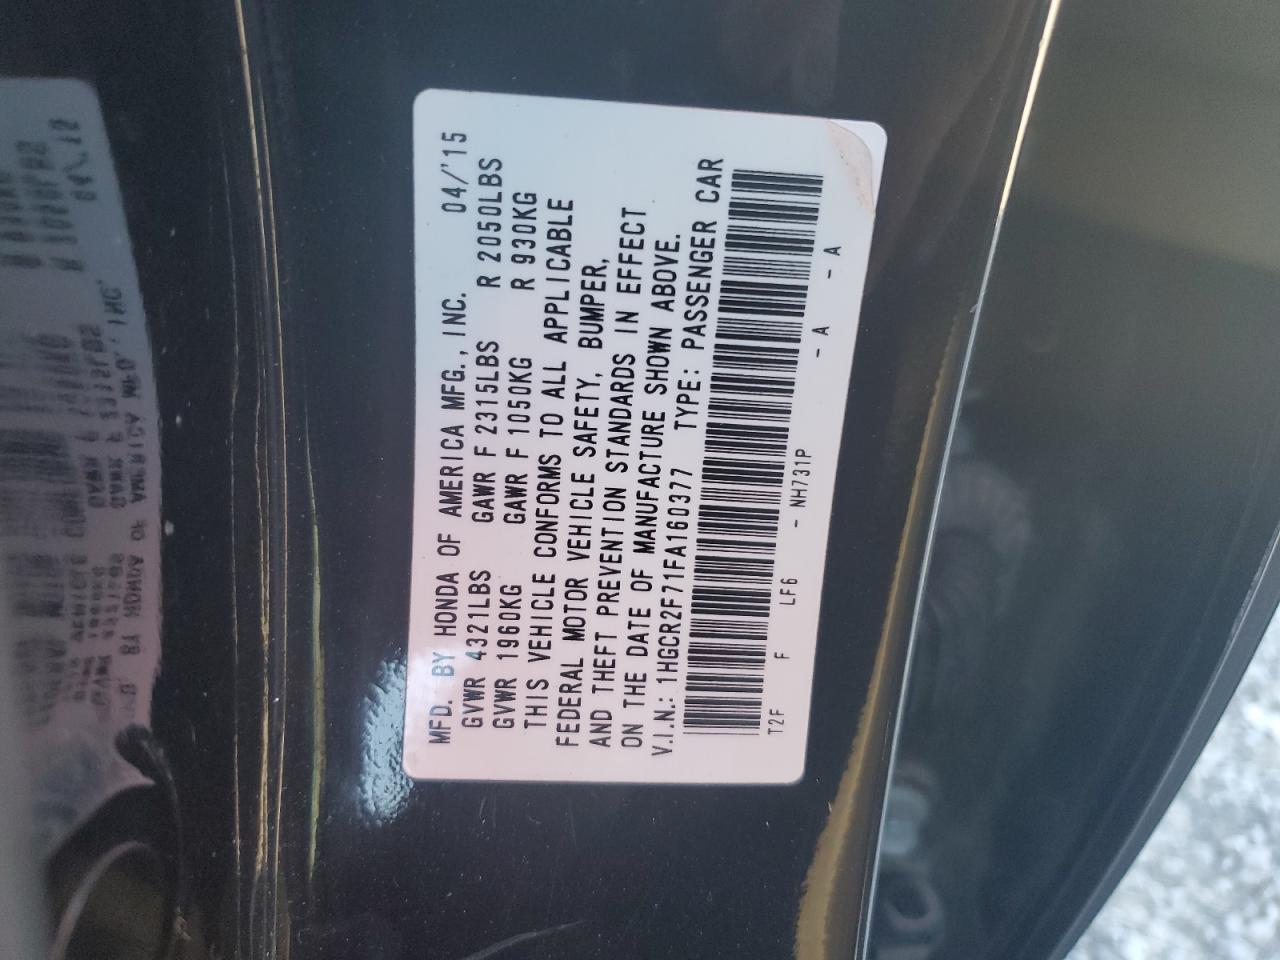 MFD. BY HONDA OF AMERICA MFG., INC. 04/'15
GVWR 4321LBS GAWR F 2315LBS R 2050LBS
GVWR 1960KG GAWR F 1050KG R 930KG
THIS VEHICLE CONFORMS TO ALL APPLICABLE
FEDERAL MOTOR VEHICLE SAFETY, BUMPER,
AND THEFT PREVENTION STANDARDS IN EFFECT
ON THE DATE OF MANUFACTURE SHOWN ABOVE.
V.I.N.: 1HGCR2F71FA160377 TYPE: PASSENGER CAR
T2F F LF6 - NH731P - A - A